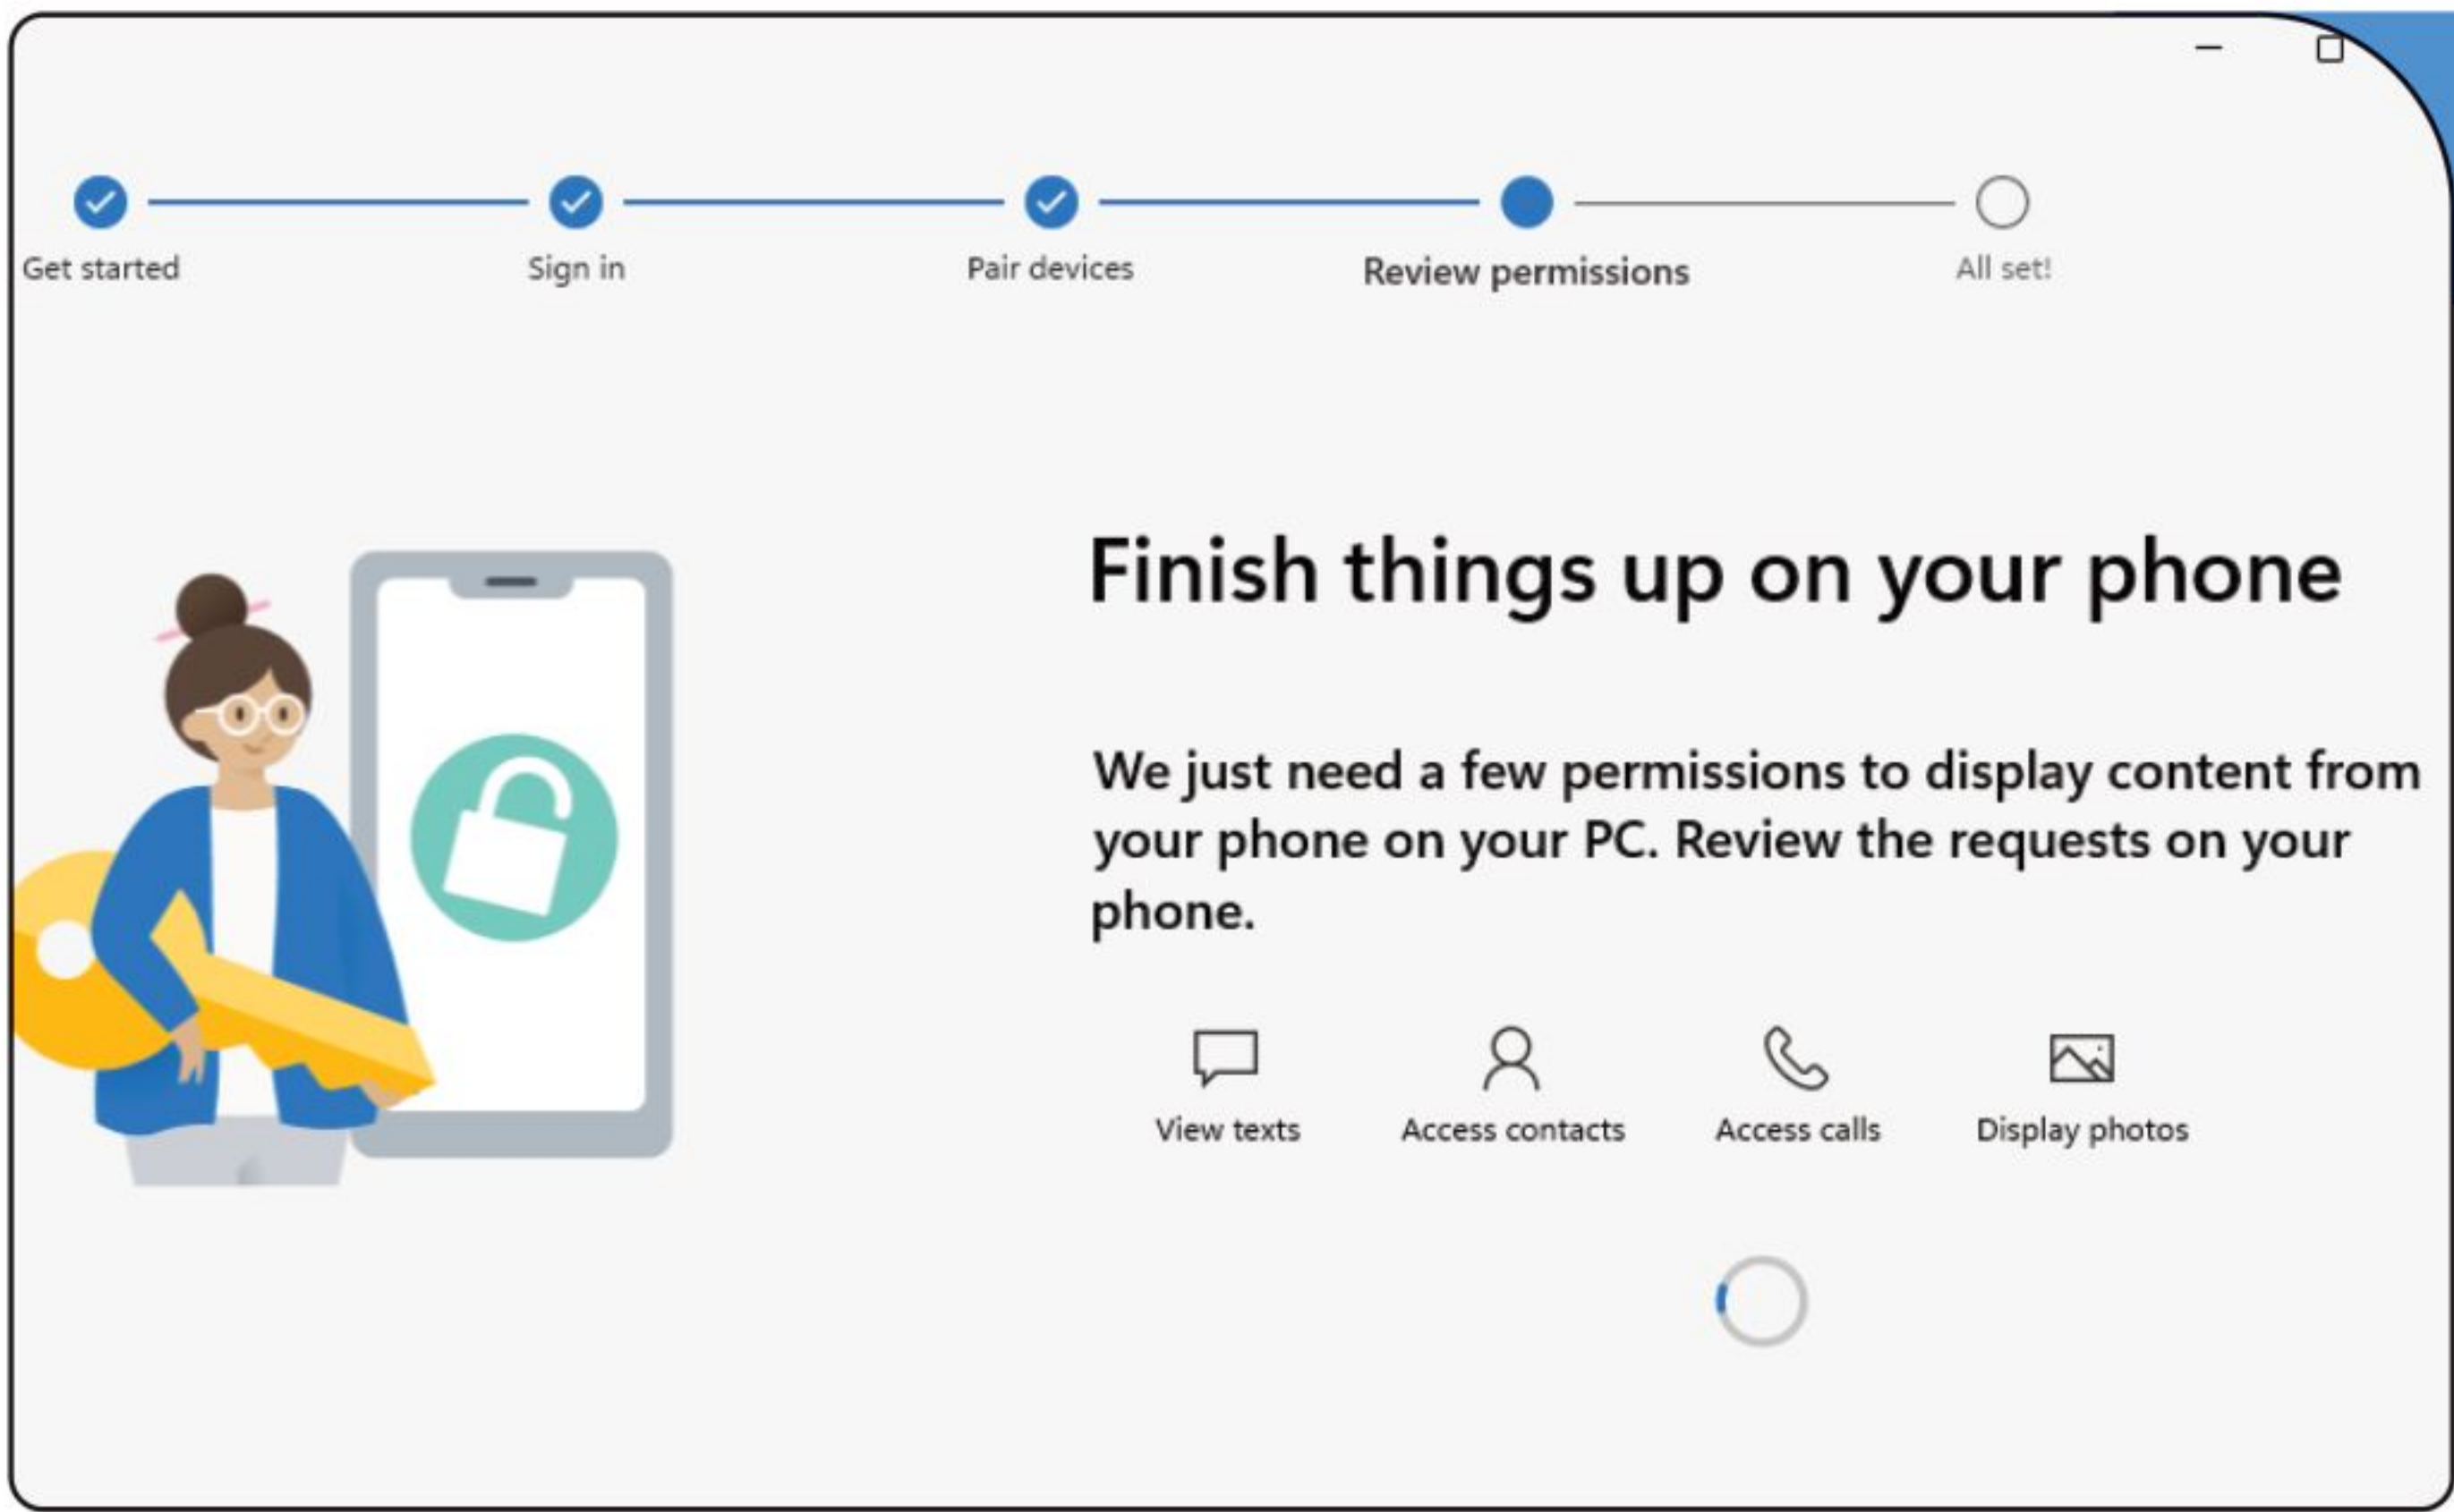 Get started
Sign in
Pair devices
Review permissions
All set!
Finish things up on your phone
We just need a few permissions to display content from
your phone on your PC. Review the requests on your
phone.
View texts
Access contacts
Access calls
Display photos